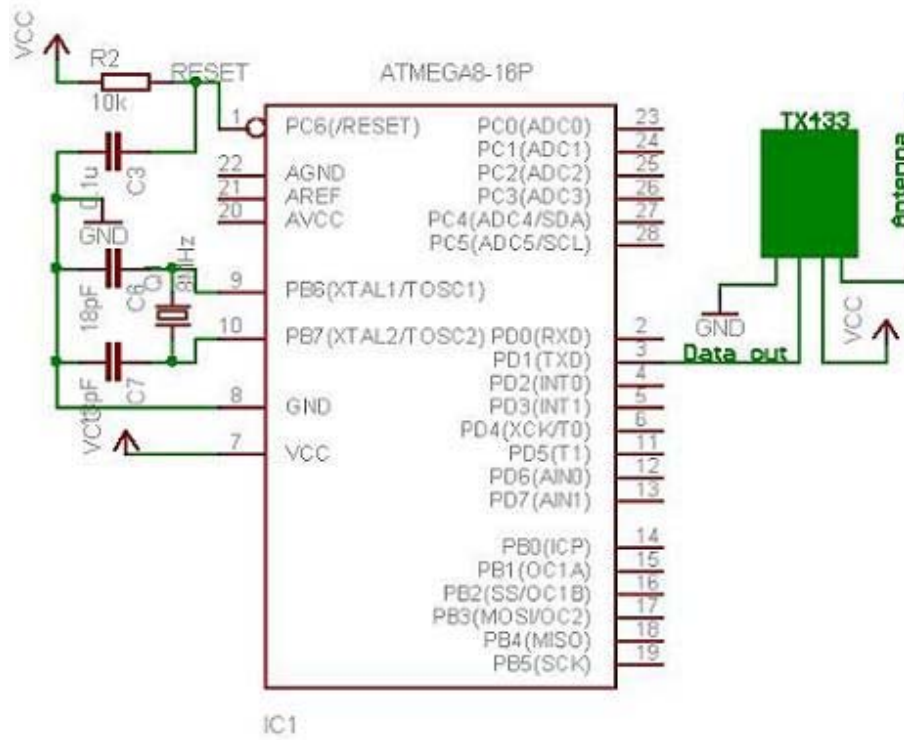 VCC
R2
10k
RESET
ATMEGA8-16P
1
PC6(/RESET)
22
AGND
21
AREF
20
AVCC
9
PB6(XTAL1/TOSC1)
10
PB7(XTAL2/TOSC2)
8
GND
7
VCC
0.1u
C3
GND
18pF
C6
8MHz
C7
PC0(ADC0)
23
PC1(ADC1)
24
PC2(ADC2)
25
PC3(ADC3)
26
PC4(ADC4/SDA)
27
PC5(ADC5/SCL)
28
PD0(RXD)
2
PD1(TXD)
3
PD2(INT0)
4
PD3(INT1)
5
PD4(XCK/T0)
6
PD5(T1)
11
PD6(AIN0)
12
PD7(AIN1)
13
PB0(ICP)
14
PB1(OC1A)
15
PB2(SS/OC1B)
16
PB3(MOSI/OC2)
17
PB4(MISO)
18
PB5(SCK)
19
TX433
Antenna
GND
VCC
Data out
IC1